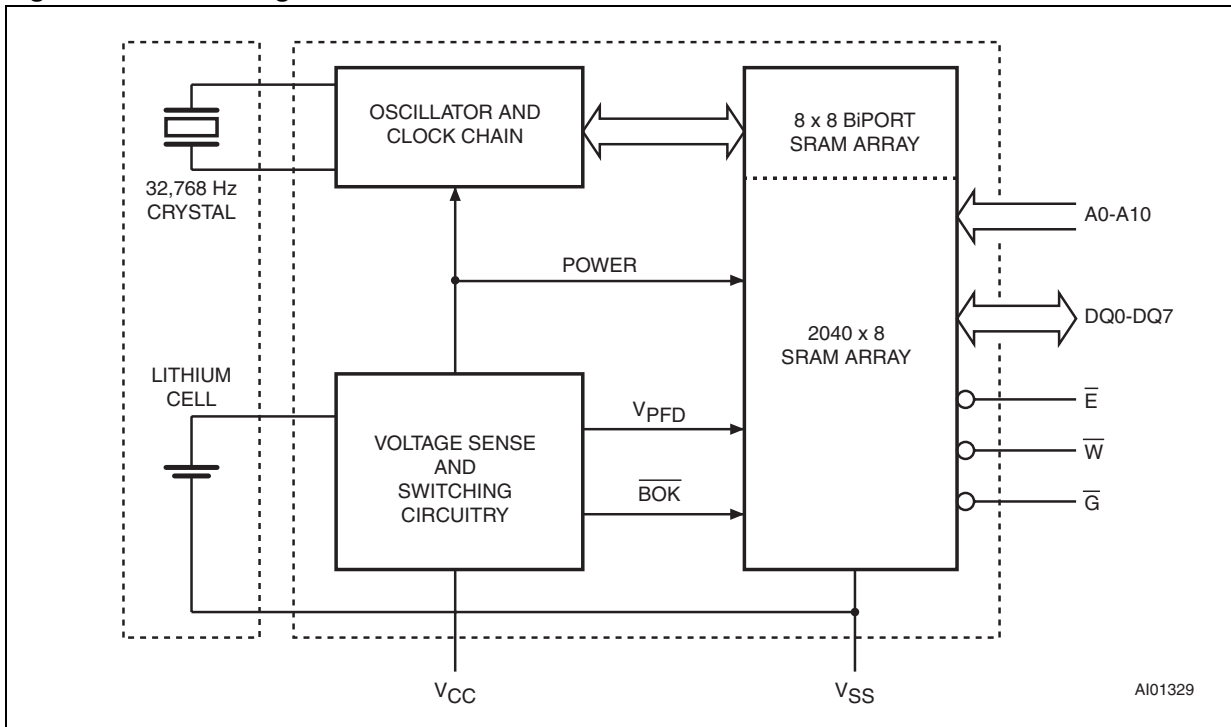 OSCILLATOR AND
CLOCK CHAIN
8 x 8 BiPORT
SRAM ARRAY
32,768 Hz
CRYSTAL
A0-A10
POWER
DQ0-DQ7
2040 x 8
SRAM ARRAY
LITHIUM
CELL
VPFD
E̅
VOLTAGE SENSE
AND
SWITCHING
CIRCUITRY
W̅
B̅O̅K̅
G̅
VCC
VSS
AI01329